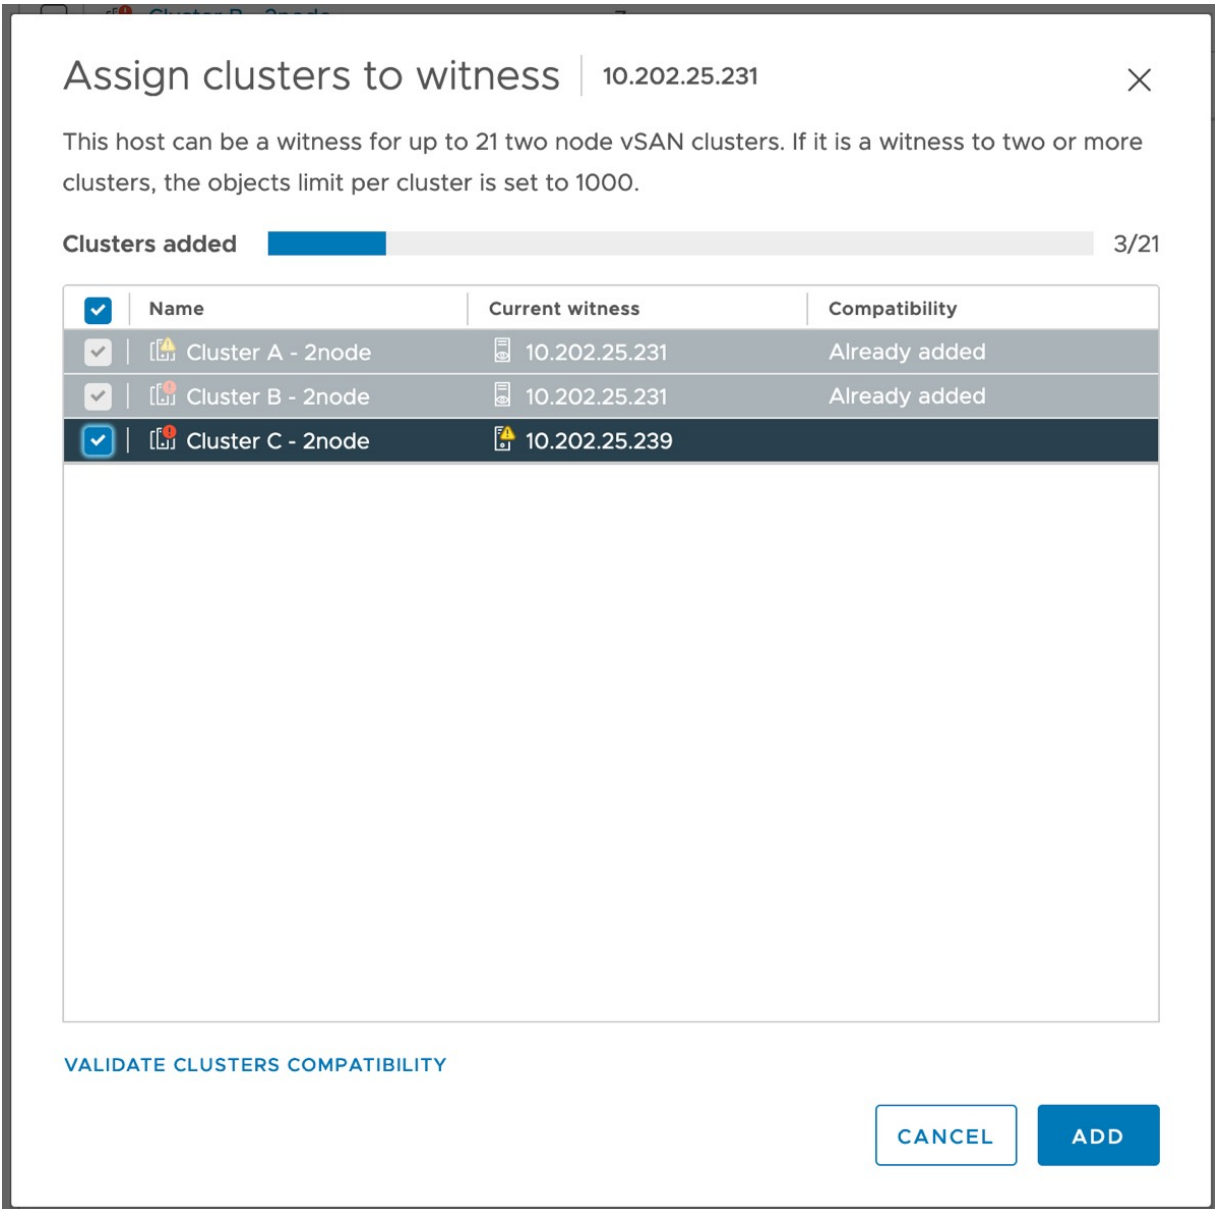 Assign clusters to witness 10.202.25.231
This host can be a witness for up to 21 two node vSAN clusters. If it is a witness to two or more
clusters, the objects limit per cluster is set to 1000.
Clusters added 3/21
Name Current witness Compatibility
Cluster A - 2node 10.202.25.231 Already added
Cluster B - 2node 10.202.25.231 Already added
Cluster C - 2node 10.202.25.239
VALIDATE CLUSTERS COMPATIBILITY
CANCEL ADD